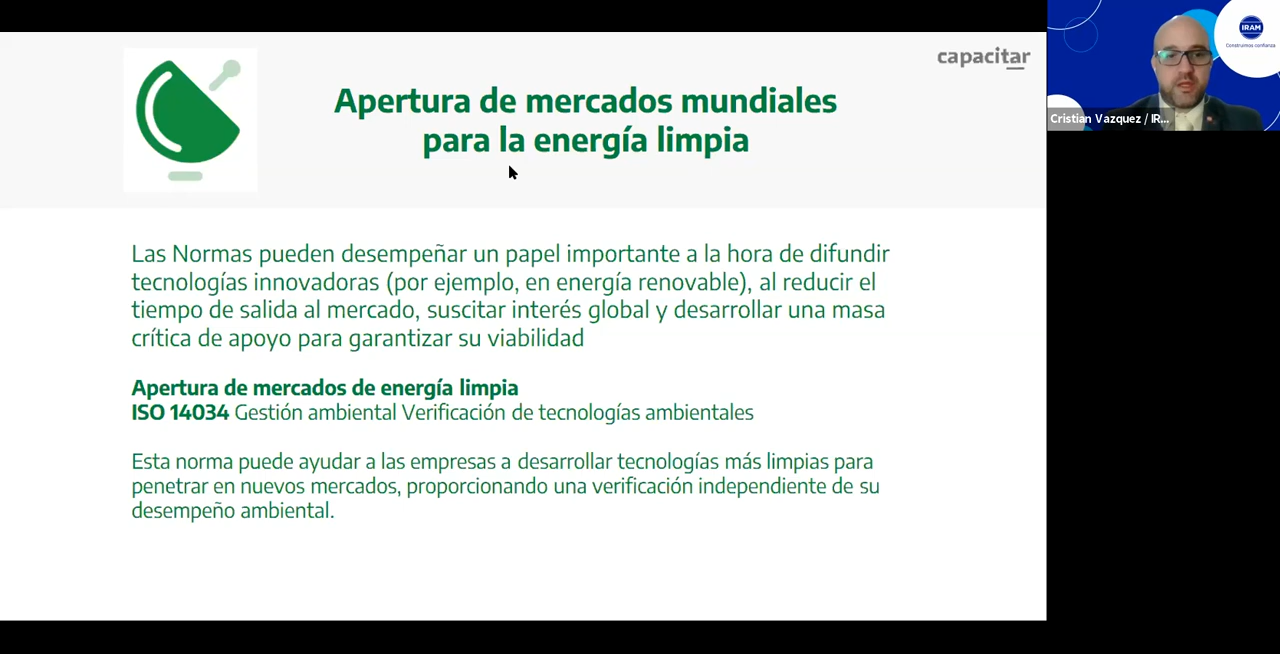 capacitar
Apertura de mercados mundiales
para la energía limpia
Las Normas pueden desempeñar un papel importante a la hora de difundir
tecnologías innovadoras (por ejemplo, en energía renovable), al reducir el
tiempo de salida al mercado, suscitar interés global y desarrollar una masa
crítica de apoyo para garantizar su viabilidad
Apertura de mercados de energía limpia
ISO 14034 Gestión ambiental Verificación de tecnologías ambientales
Esta norma puede ayudar a las empresas a desarrollar tecnologías más limpias para
penetrar en nuevos mercados, proporcionando una verificación independiente de su
desempeño ambiental.
IRAM
Construimos confianza
Cristian Vazquez / IR...